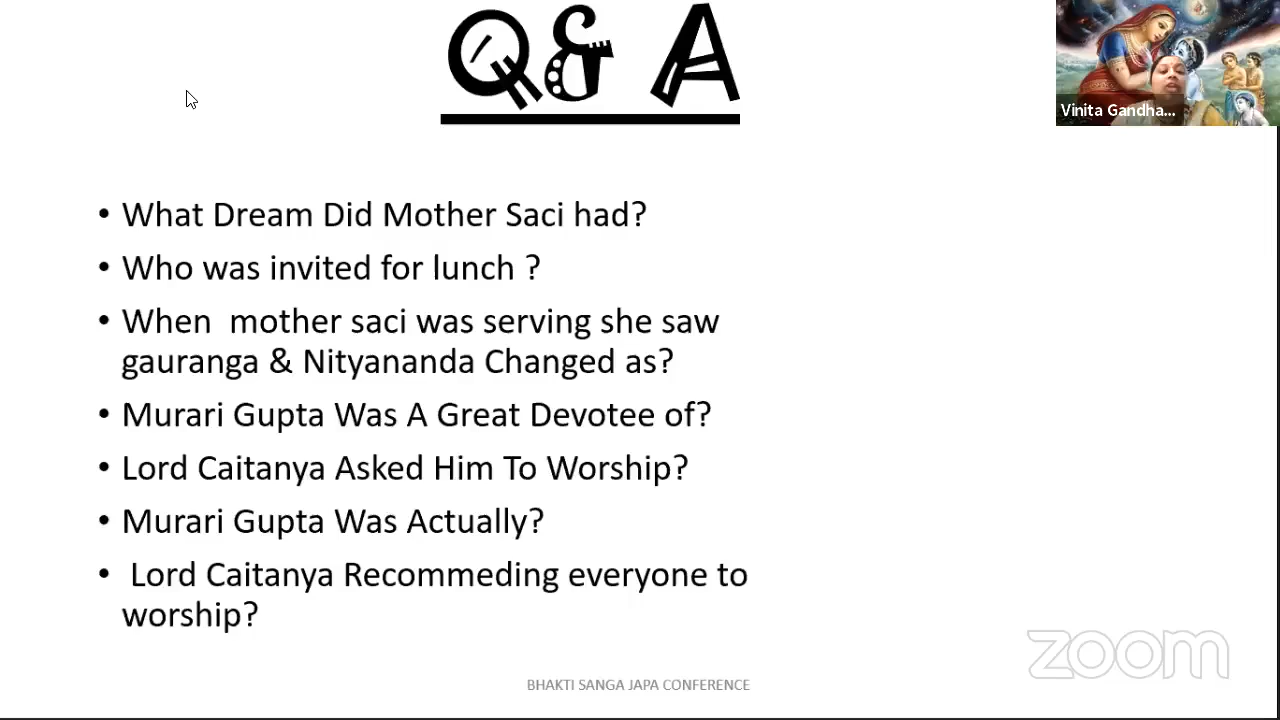 Q & A
Vinita Gandha...
• What Dream Did Mother Saci had?
• Who was invited for lunch ?
• When mother saci was serving she saw
gauranga & Nityananda Changed as?
• Murari Gupta Was A Great Devotee of?
• Lord Caitanya Asked Him To Worship?
• Murari Gupta Was Actually?
• Lord Caitanya Recommeding everyone to
worship?
zoom
BHAKTI SANGA JAPA CONFERENCE